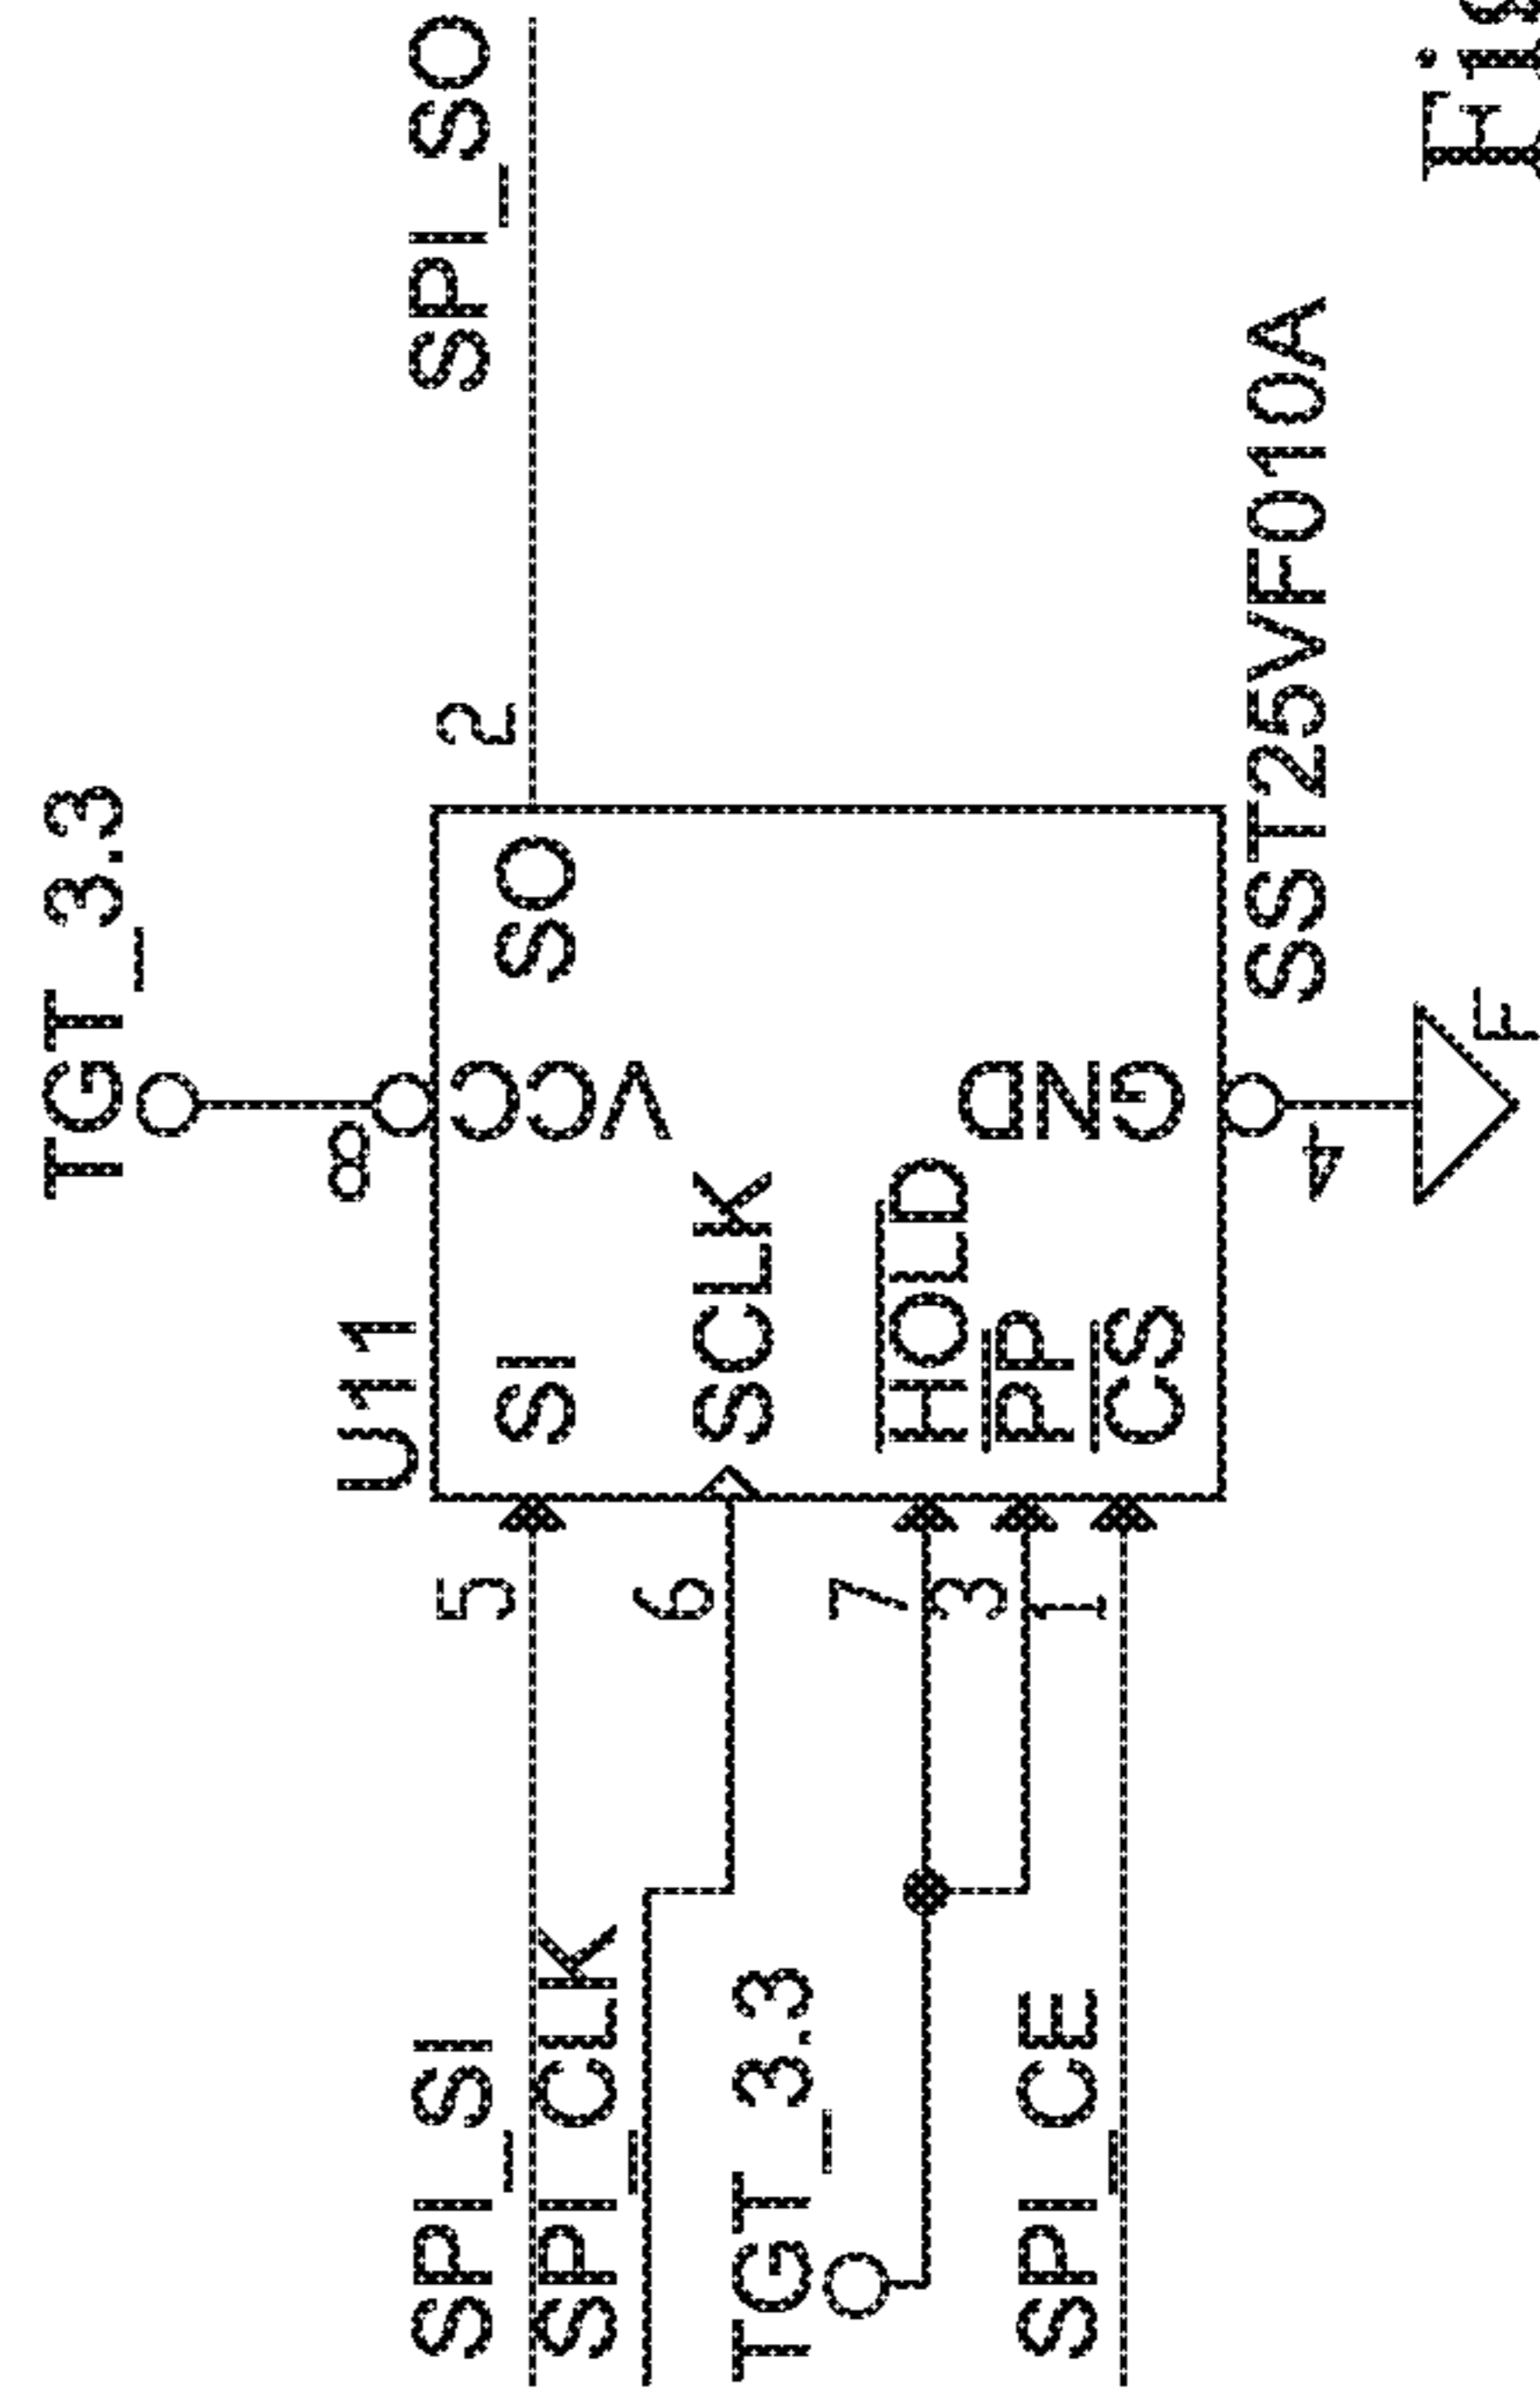 TGT_3.3
8
U11
SPI_SI
5
SI
VCC
SO
2
SPI_SO
SPI_CLK
6
SCLK
TGT_3.3
7
HOLD
3
PP
SPI_CE
1
CS
GND
4
SST25VF010A
F